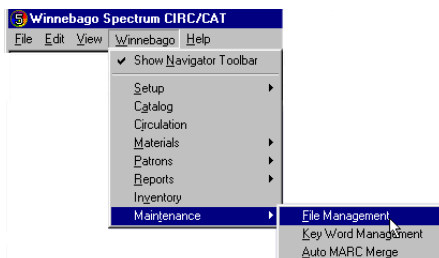 Winnebago Spectrum CIRC/CAT
File Edit View Winnebago Help
✓ Show Navigator Toolbar
Setup
Catalog
Circulation
Materials
Patrons
Reports
Inventory
Maintenance
File Management
Key Word Management
Auto MARC Merge